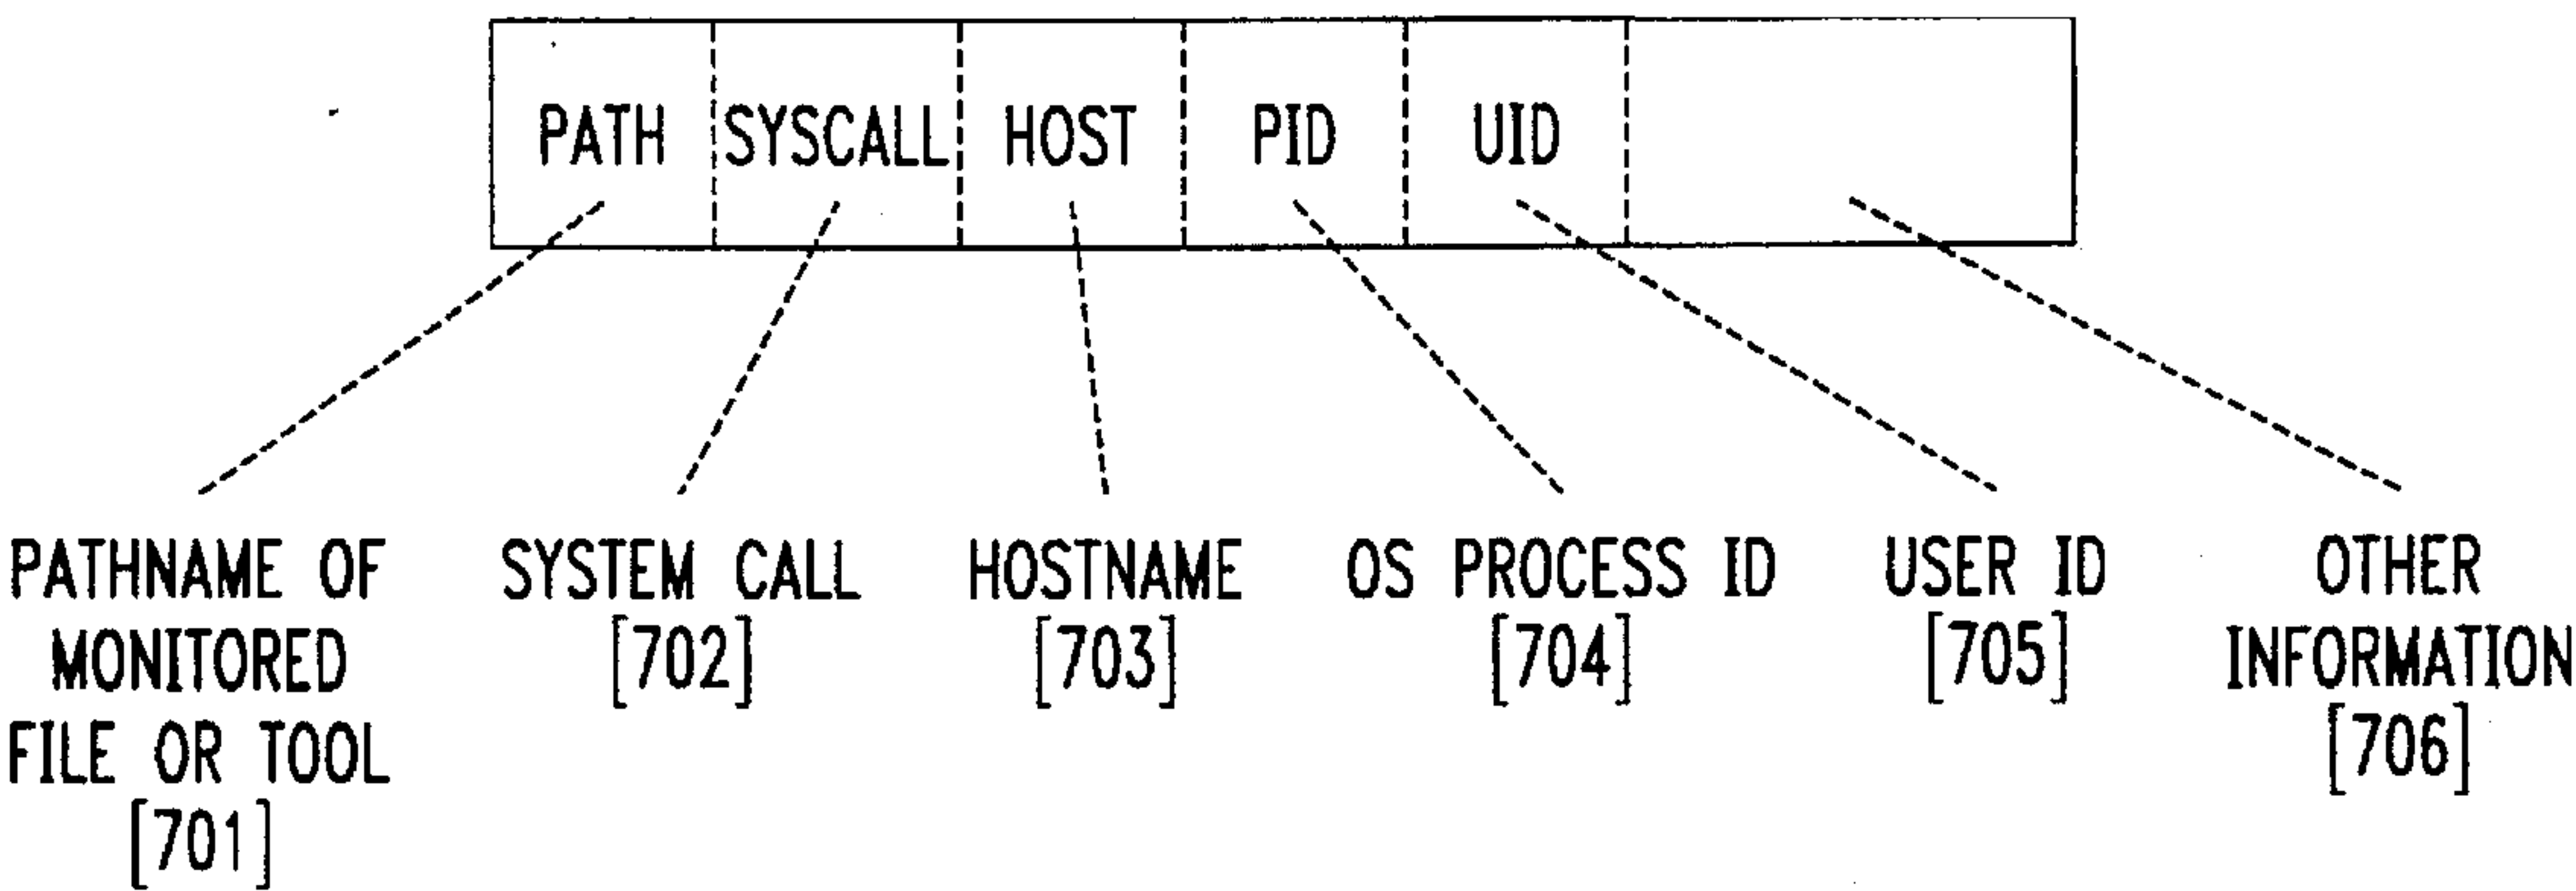 PATH SYSCALL HOST PID UID
PATHNAME OF
MONITORED
FILE OR TOOL
[701]
SYSTEM CALL
[702]
HOSTNAME
[703]
OS PROCESS ID
[704]
USER ID
[705]
OTHER
INFORMATION
[706]